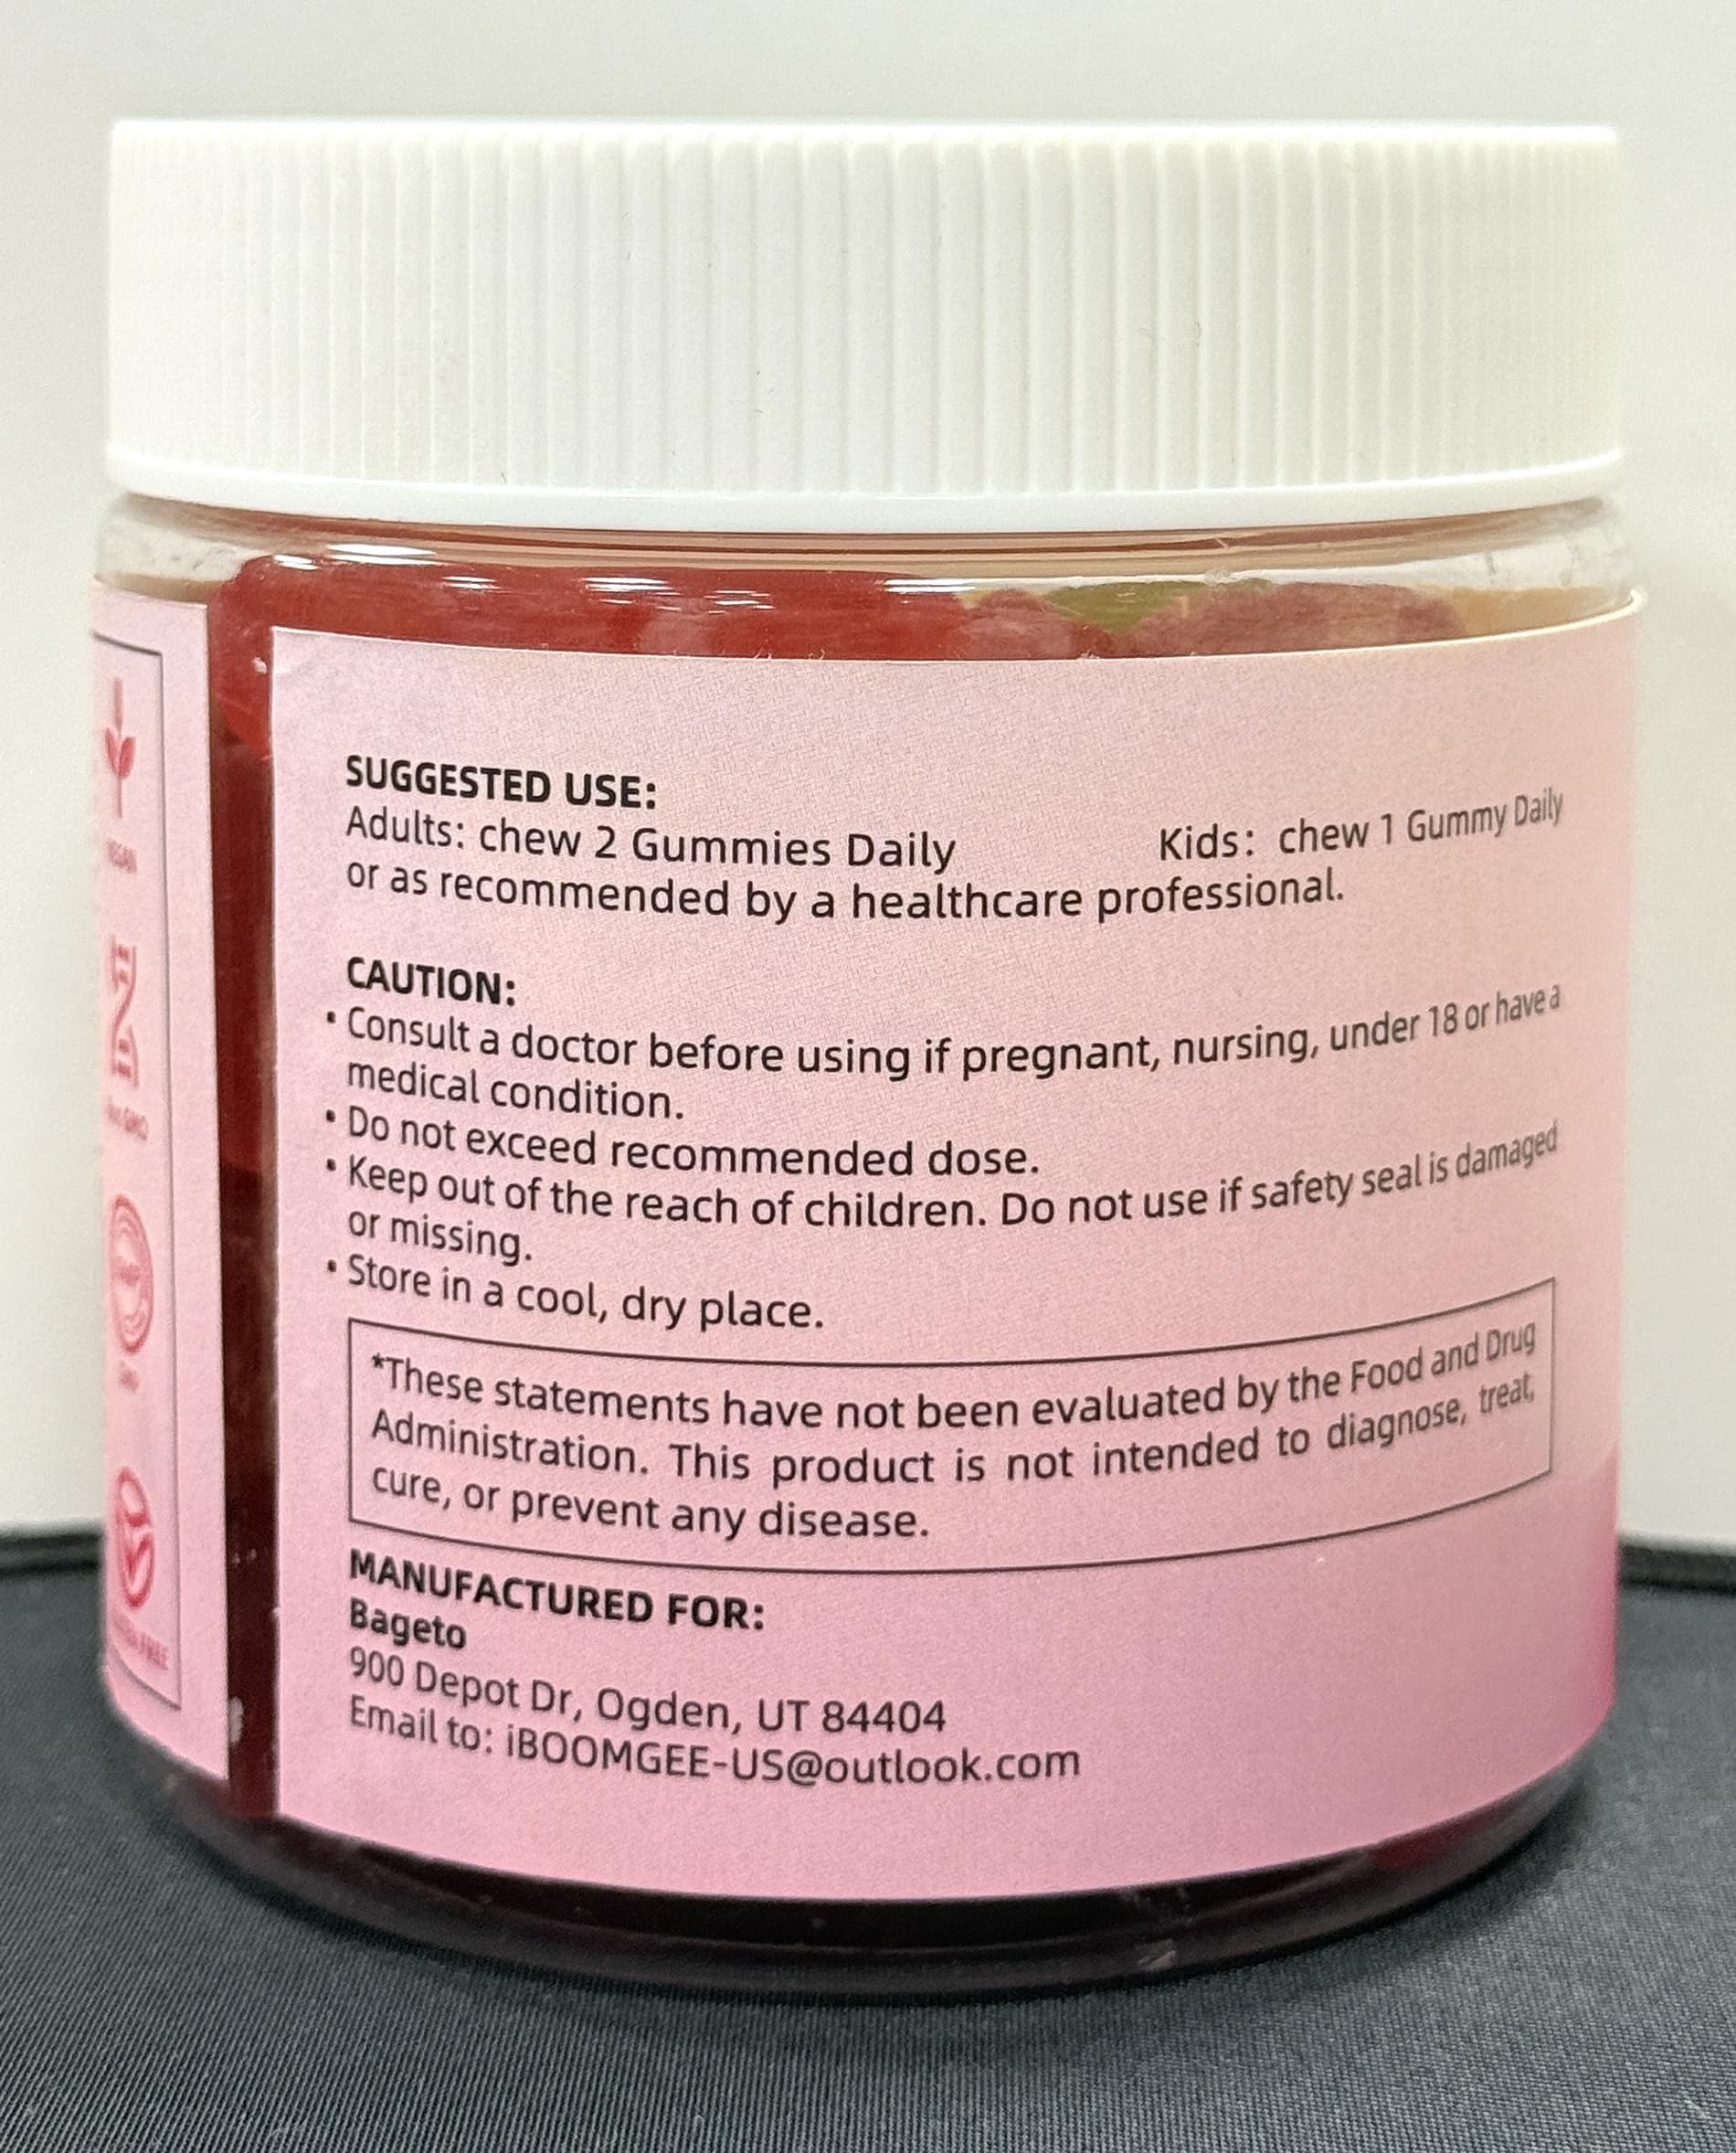 SUGGESTED USE:
Adults: chew 2 Gummies Daily Kids: chew 1 Gummy Daily
or as recommended by a healthcare professional.
CAUTION:
• Consult a doctor before using if pregnant, nursing, under 18 or have a
medical condition.
• Do not exceed recommended dose.
• Keep out of the reach of children. Do not use if safety seal is damaged
or missing.
• Store in a cool, dry place.
*These statements have not been evaluated by the Food and Drug
Administration. This product is not intended to diagnose, treat,
cure, or prevent any disease.
MANUFACTURED FOR:
Bageto
900 Depot Dr, Ogden, UT 84404
Email to: iBOOMGEE-US@outlook.com